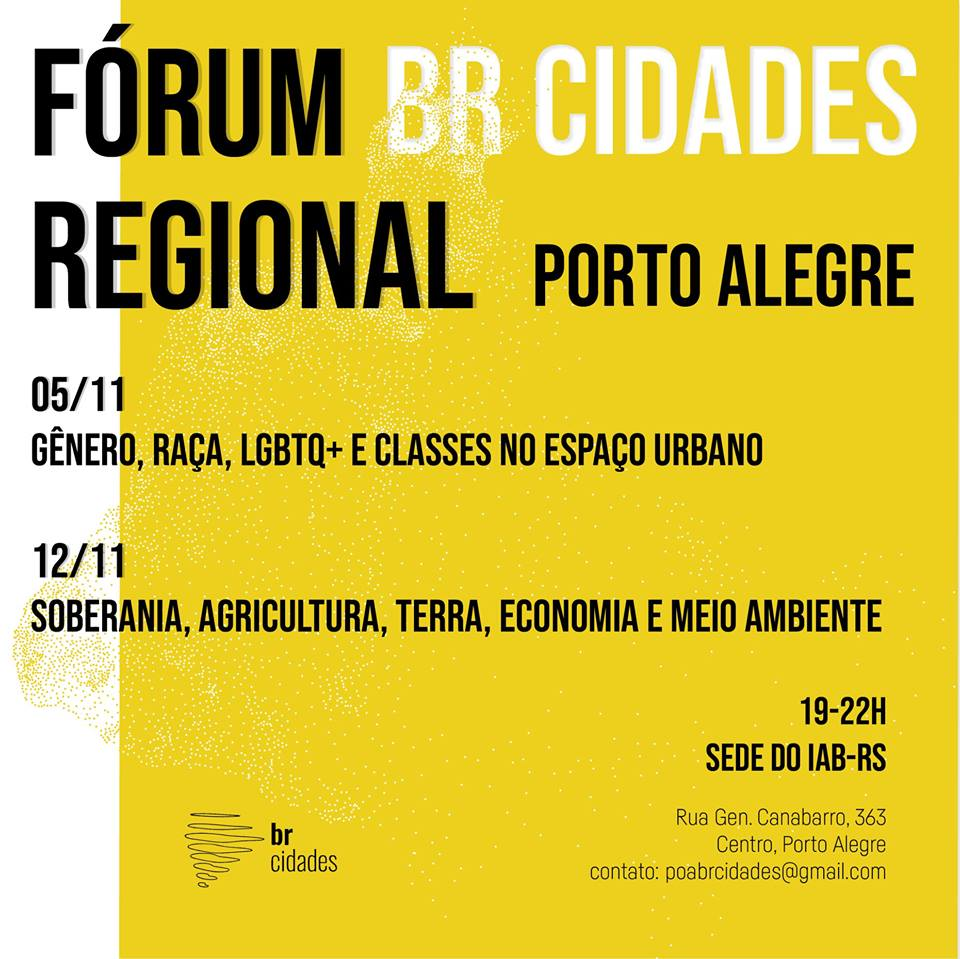 FÓRUM BR CIDADES
REGIONAL PORTO ALEGRE
05/11
GÊNERO, RAÇA, LGBTQ+ E CLASSES NO ESPAÇO URBANO
12/11
SOBERANIA, AGRICULTURA, TERRA, ECONOMIA E MEIO AMBIENTE
19-22H
SEDE DO IAB-RS
Rua Gen. Canabarro, 363
Centro, Porto Alegre
contato: poabrcidades@gmail.com
br
cidades